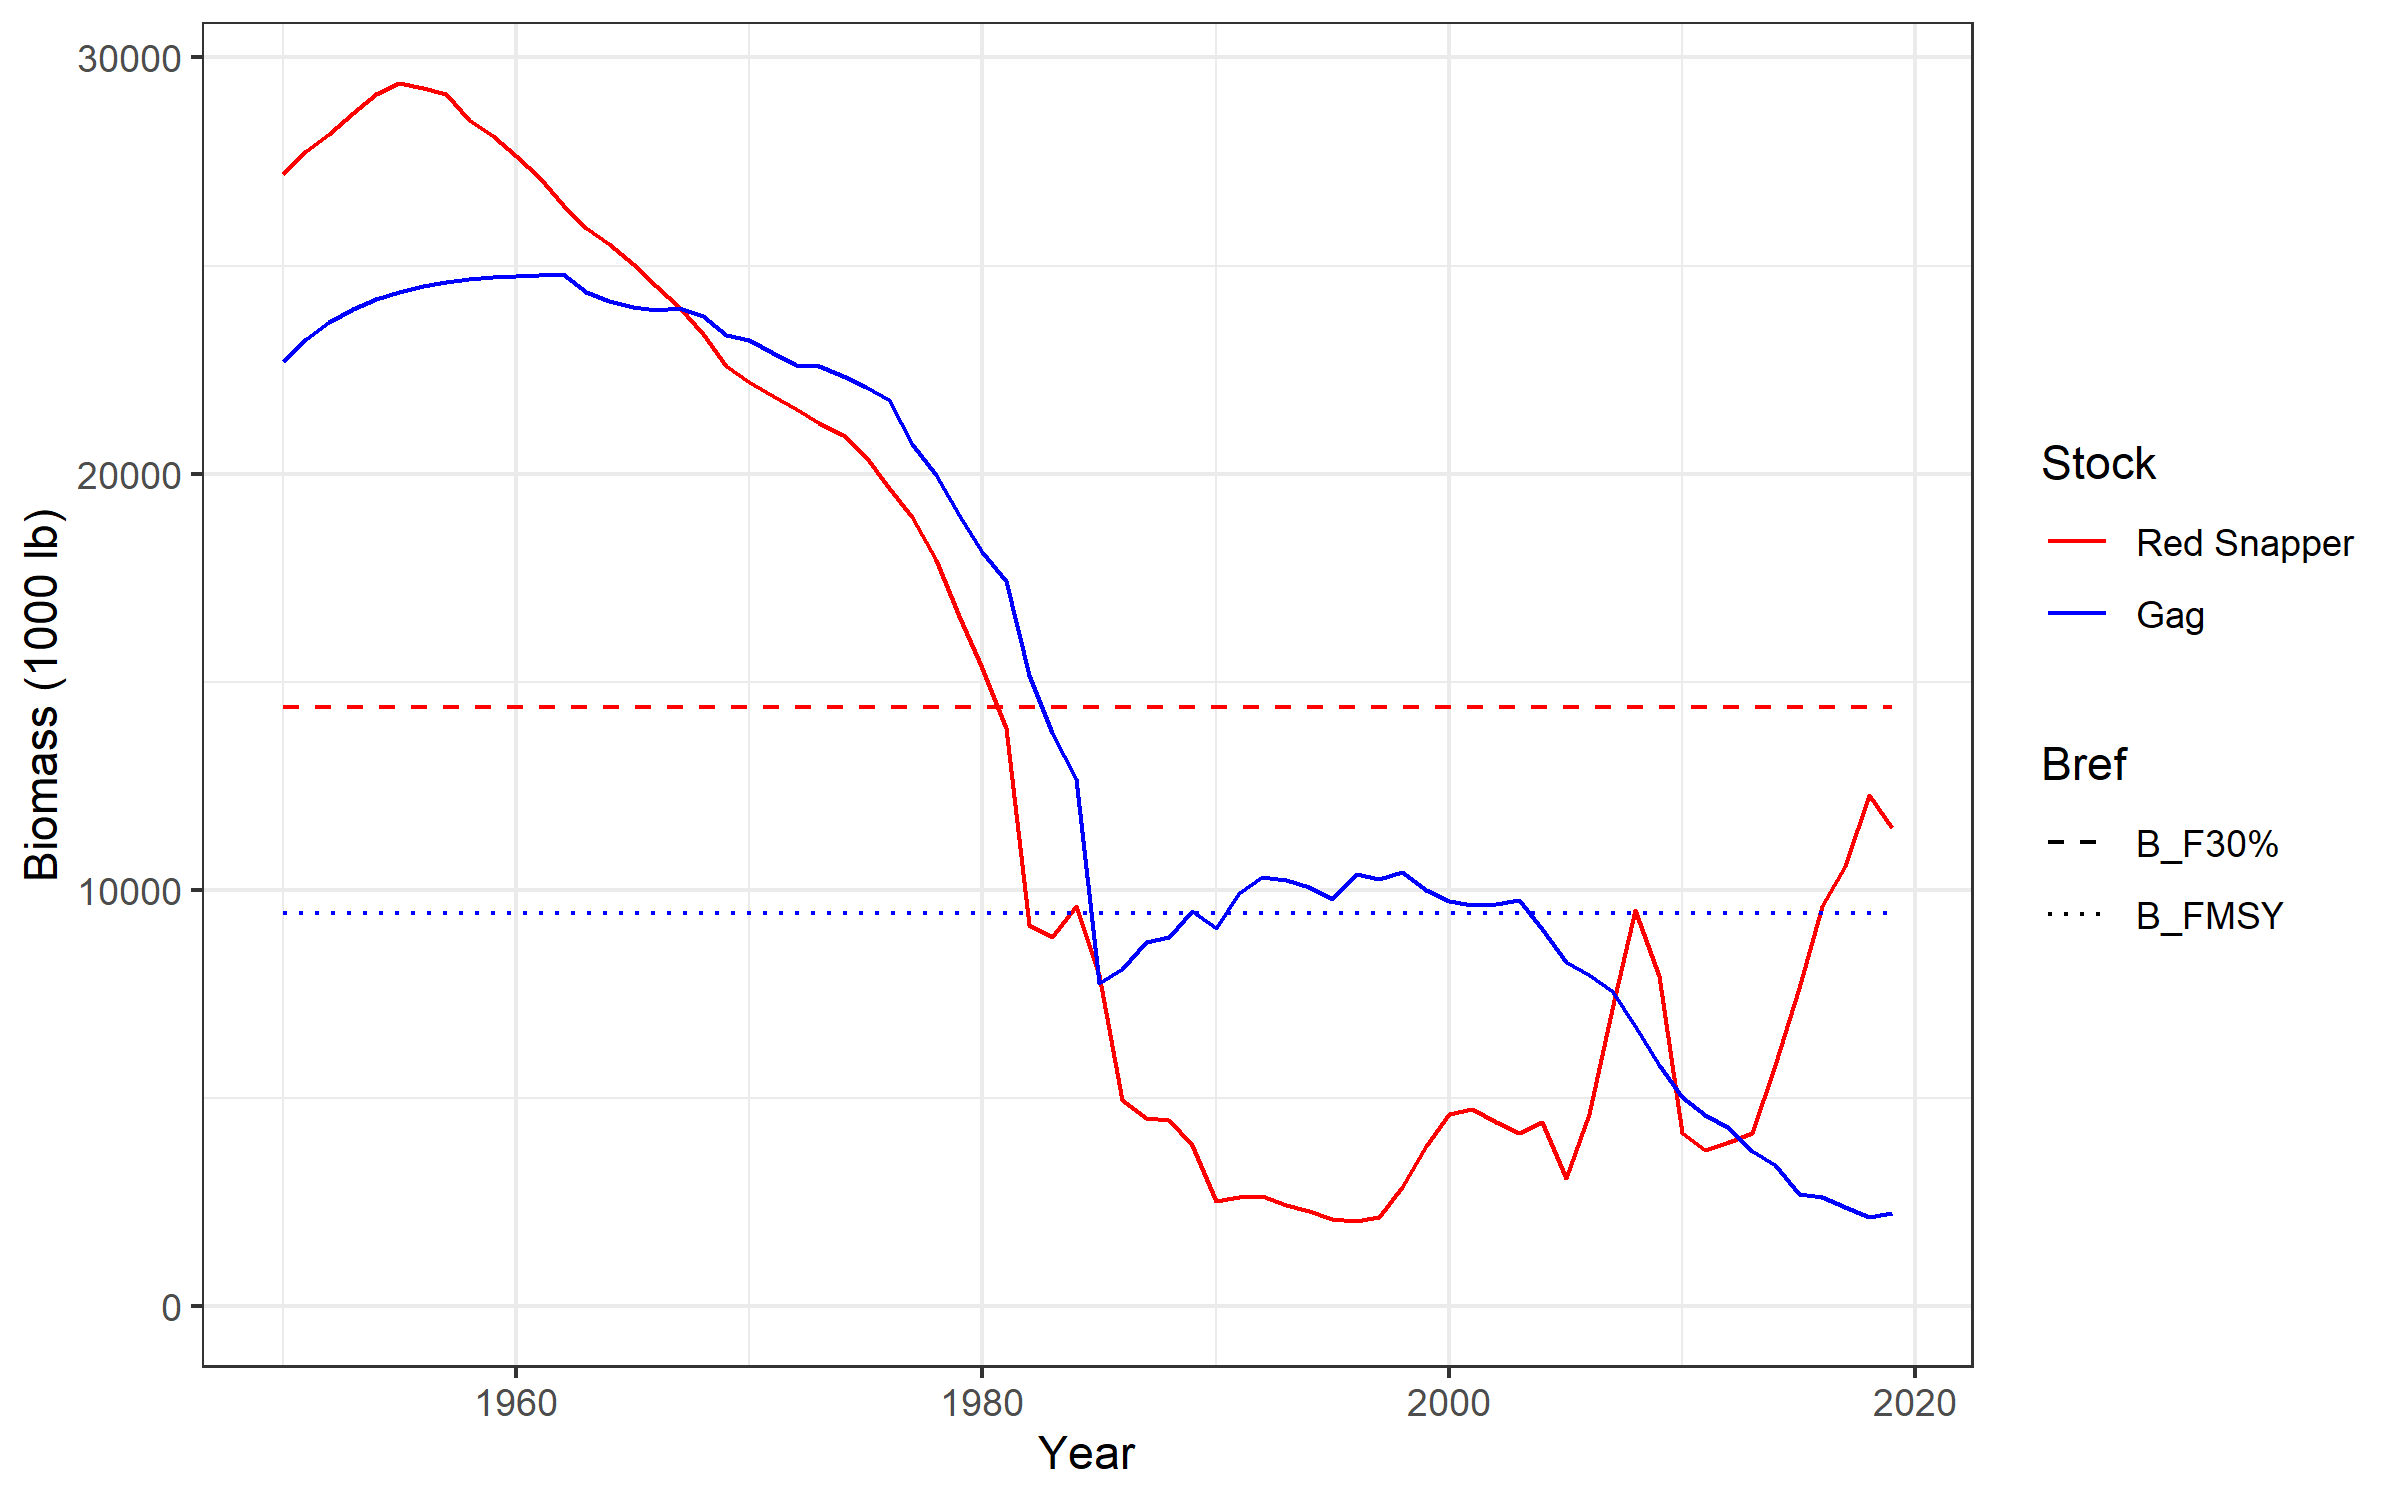 30000
20000
10000
0
Biomass (1000 lb)
1960
1980
2000
2020
Year
Stock
Red Snapper
Gag
Bref
B_F30%
B_FMSY